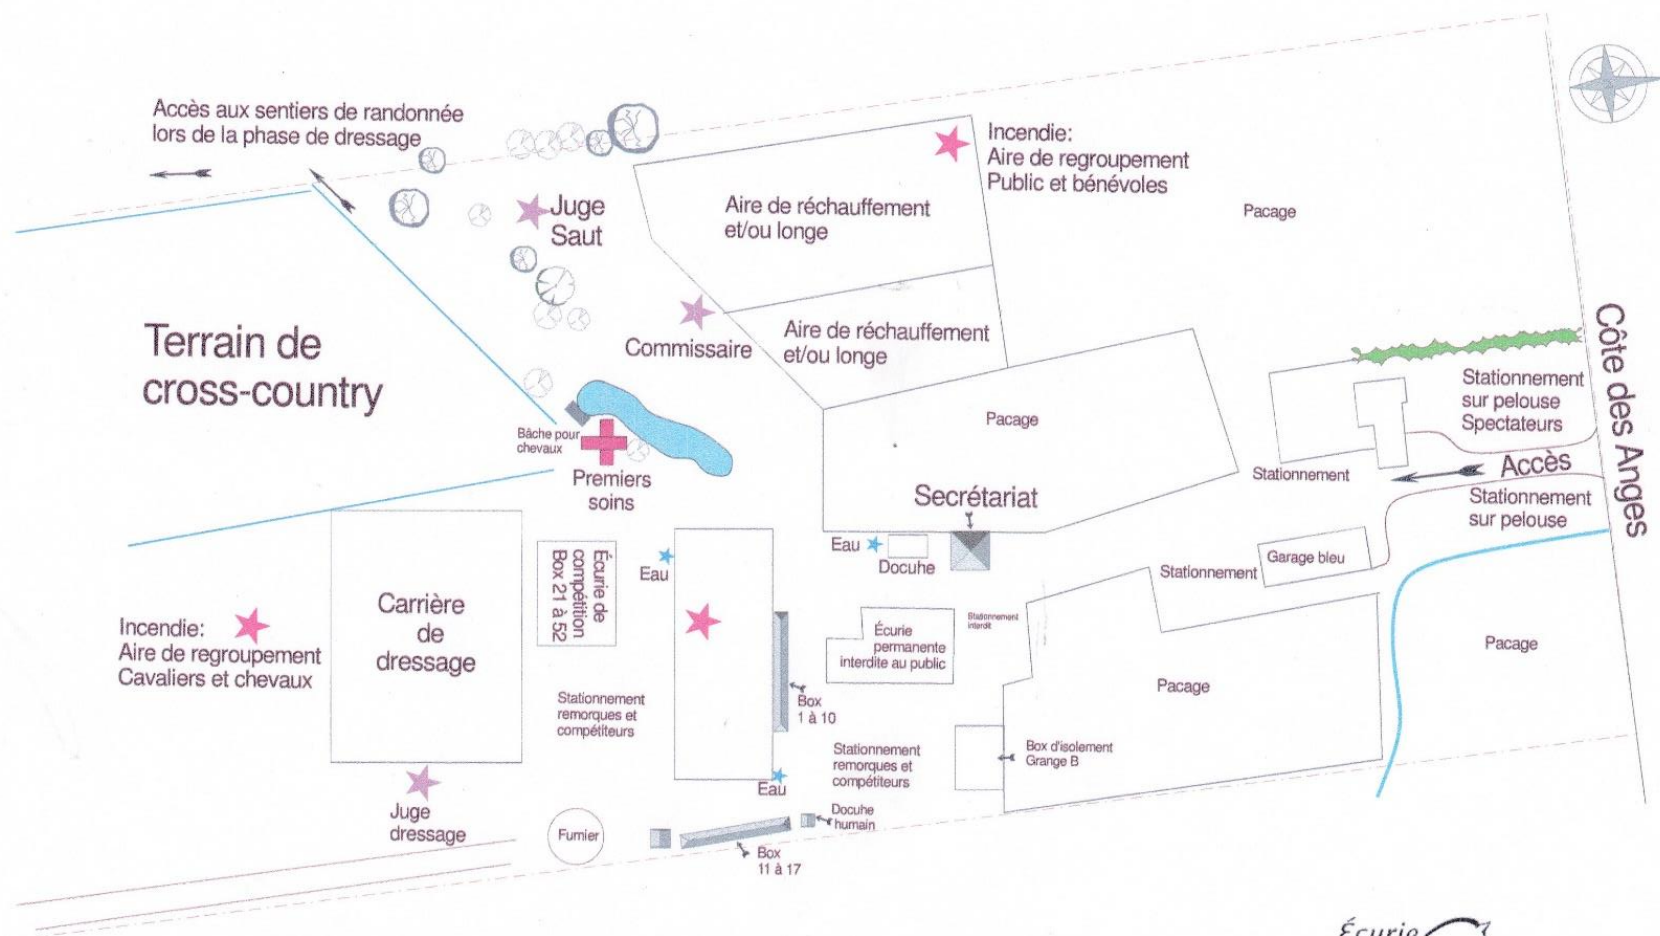 Accès aux sentiers de randonnée
lors de la phase de dressage
Juge
Saut
Incendie:
Aire de regroupement
Public et bénévoles
Aire de réchauffement
et/ou longe
Pacage
Terrain de
cross-country
Commissaire
Aire de réchauffement
et/ou longe
Côte des Anges
Stationnement
sur pelouse
Spectateurs
Pacage
Bâche pour
chevaux
Premiers
soins
Secrétariat
Stationnement
Accès
Stationnement
sur pelouse
Eau
Docuhe
Garage bleu
Stationnement
Écurie de
compétition
Box 21 à 52
Eau
Carrière
de
dressage
Incendie:
Aire de regroupement
Cavaliers et chevaux
Écurie
permanente
interdite au public
Stationnement
interdit
Pacage
Pacage
Stationnement
remorques et
compétiteurs
Box
1 à 10
Stationnement
remorques et
compétiteurs
Box d'isolement
Grange B
Eau
Juge
dressage
Fumier
Docuhe
humain
Box
11 à 17
Écurie